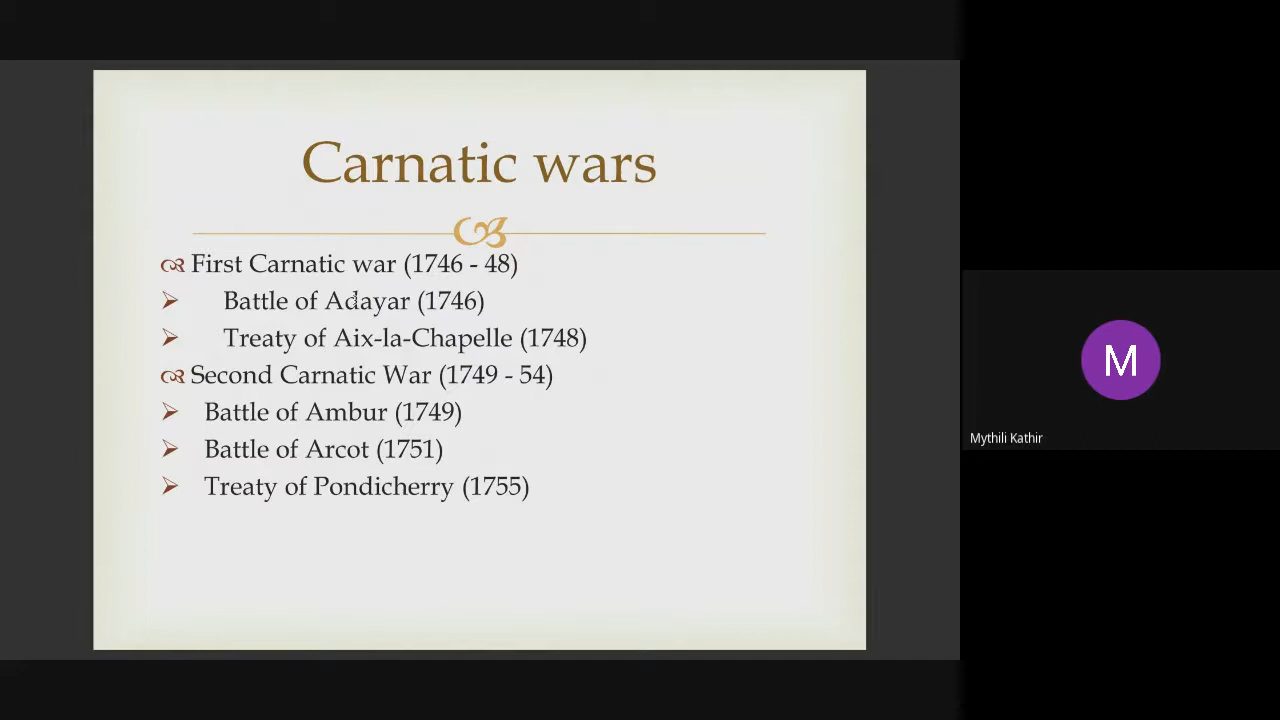 Carnatic wars
First Carnatic war (1746 - 48)
Battle of Adayar (1746)
Treaty of Aix-la-Chapelle (1748)
Second Carnatic War (1749 - 54)
Battle of Ambur (1749)
Battle of Arcot (1751)
Treaty of Pondicherry (1755)
M
Mythili Kathir